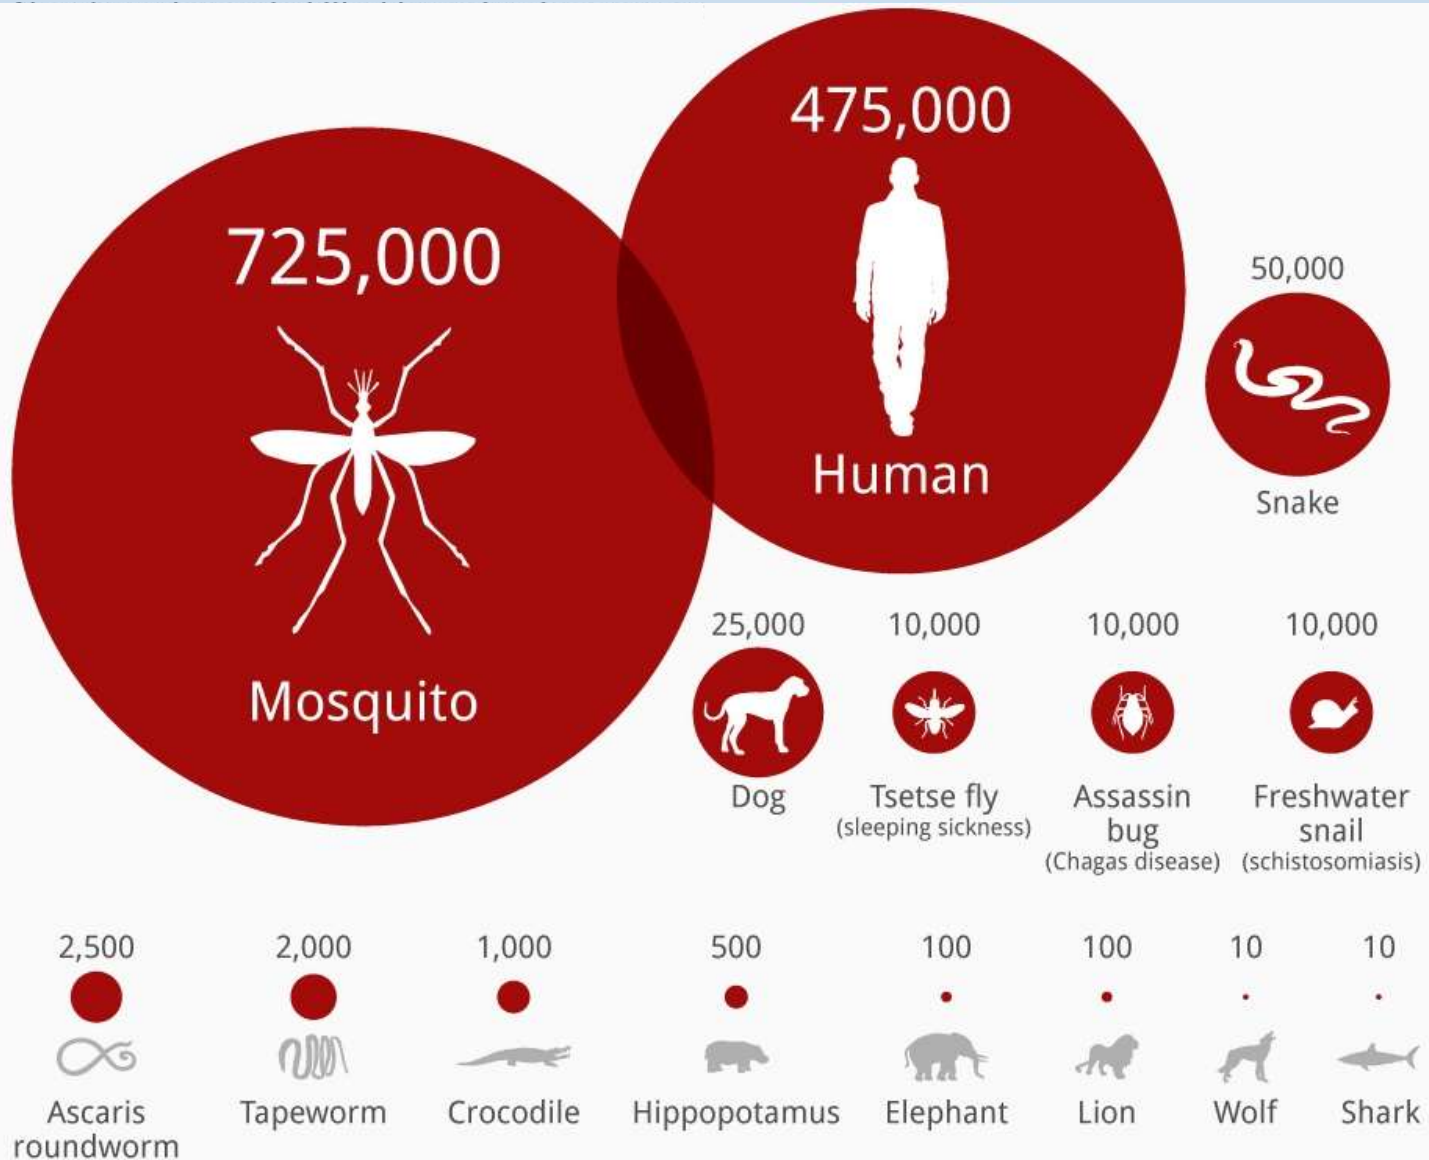 475,000
725,000
Human
Mosquito
50,000
Snake
25,000
Dog
10,000
Tsetse fly
(sleeping sickness)
10,000
Assassin
bug
(Chagas disease)
10,000
Freshwater
snail
(schistosomiasis)
2,500
Ascaris
roundworm
2,000
Tapeworm
1,000
Crocodile
500
Hippopotamus
100
Elephant
100
Lion
10
Wolf
10
Shark